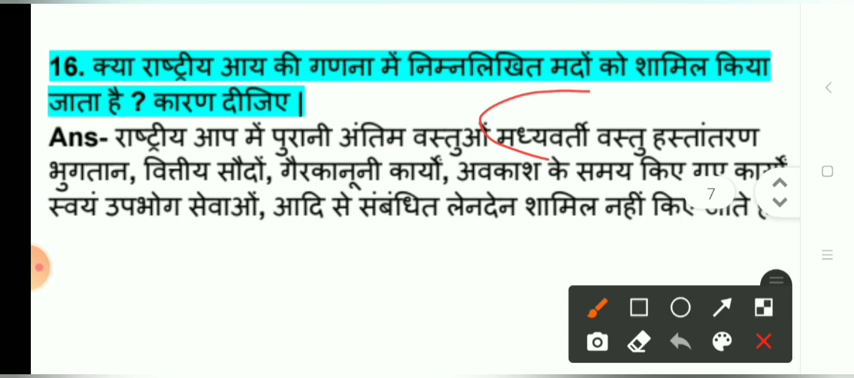 16. क्या राष्ट्रीय आय की गणना में निम्नलिखित मदों को शामिल किया
जाता है ? कारण दीजिए |
Ans- राष्ट्रीय आप में पुरानी अंतिम वस्तुओं मध्यवर्ती वस्तु हस्तांतरण
भुगतान, वित्तीय सौदों, गैरकानूनी कार्यों, अवकाश के समय किए गए कार्यों
स्वयं उपभोग सेवाओं, आदि से संबंधित लेनदेन शामिल नहीं किए जाते
7